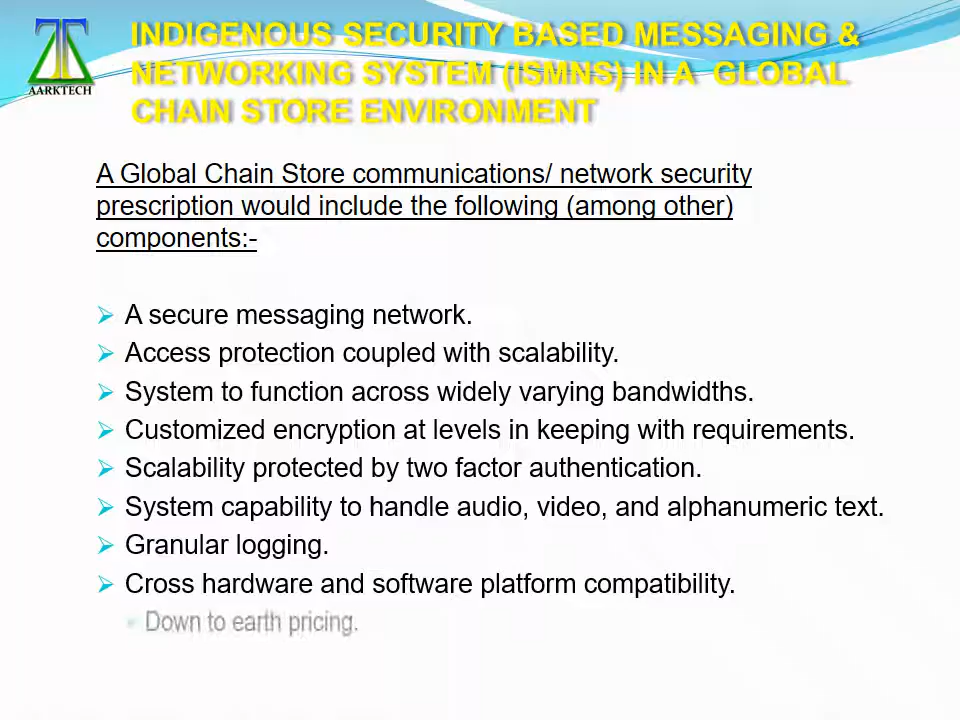 INDIGENOUS SECURITY BASED MESSAGING &
NETWORKING SYSTEM (ISMNS) IN A GLOBAL
CHAIN STORE ENVIRONMENT
AARKTECH
A Global Chain Store communications/ network security
prescription would include the following (among other)
components:-
A secure messaging network.
Access protection coupled with scalability.
System to function across widely varying bandwidths.
Customized encryption at levels in keeping with requirements.
Scalability protected by two factor authentication.
System capability to handle audio, video, and alphanumeric text.
Granular logging.
Cross hardware and software platform compatibility.
Down to earth pricing.